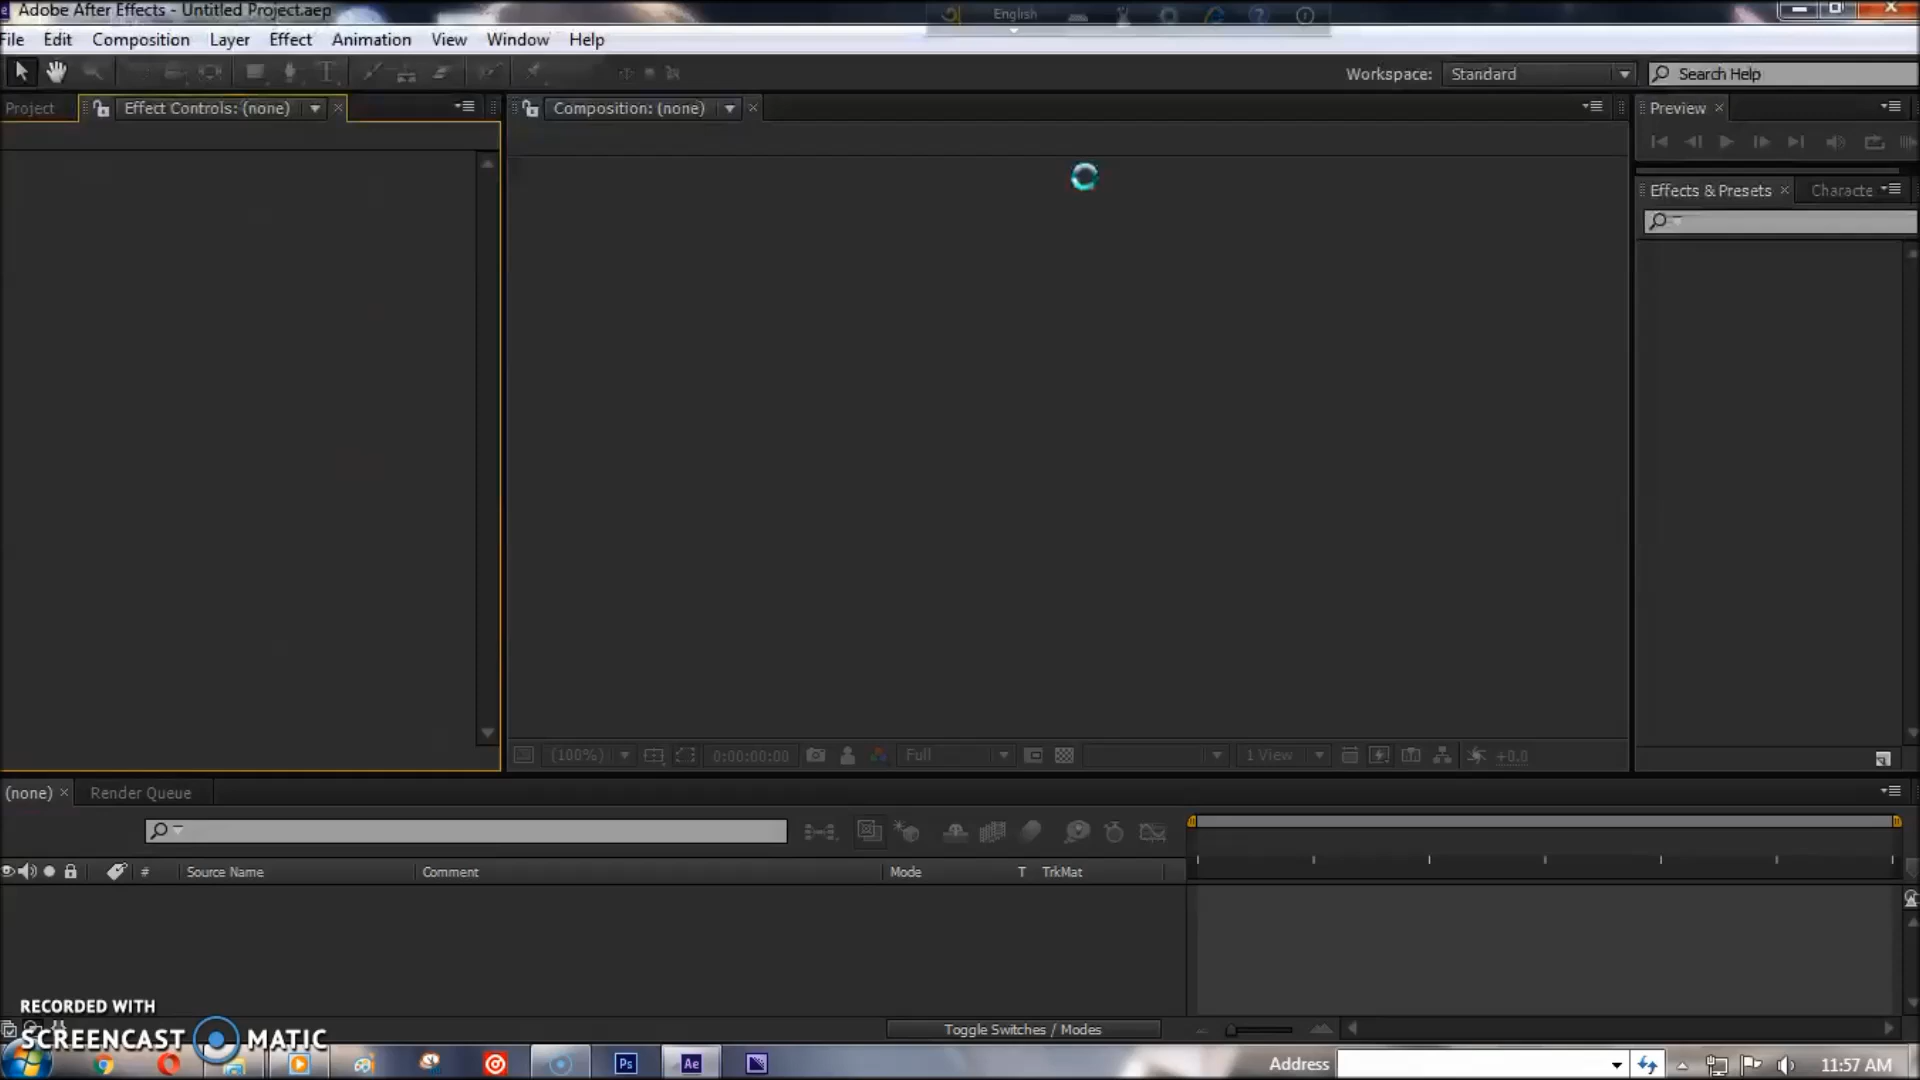 Adobe After Effects - Untitled Project.aep
English
File Edit Composition Layer Effect Animation View Window Help
Workspace: Standard Search Help
Project Effect Controls: (none) Composition: (none) Preview
Effects & Presets Characte
(100%) 0:00:00:00 Full 1 View +0.0
(none) Render Queue
# Source Name Comment Mode T TrkMat
RECORDED WITH
SCREENCAST MATIC
Toggle Switches / Modes
Ps Ae Address 11:57 AM